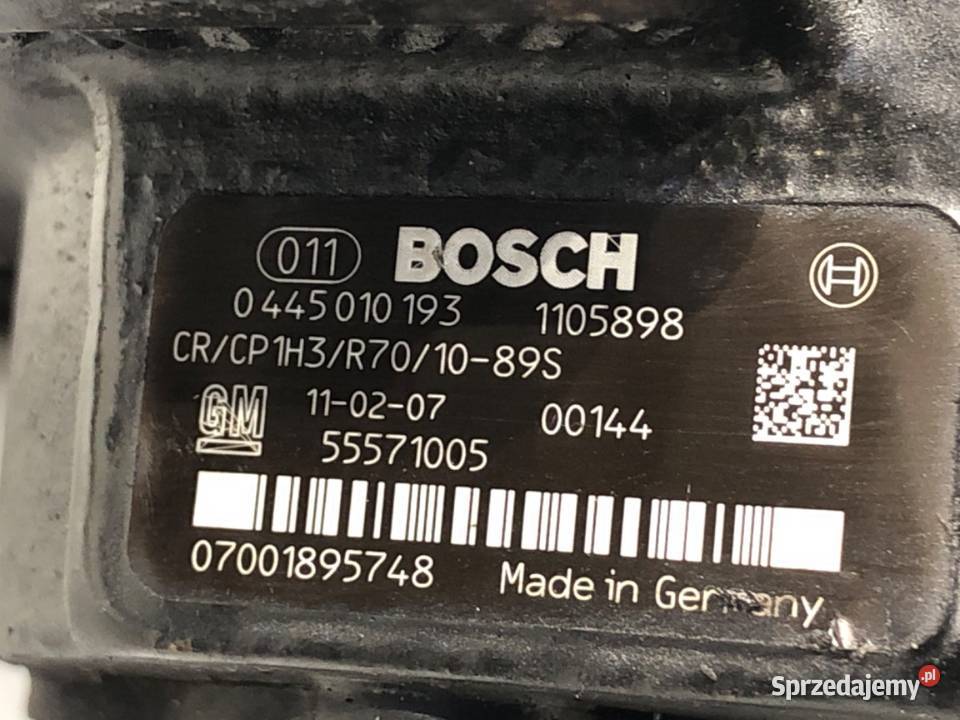 011 BOSCH
0 445 010 193 1105898
CR/CP1H3/R70/10-89S
GM 11-02-07 00144
55571005
07001895748 Made in Germany
Sprzedajemy.pl